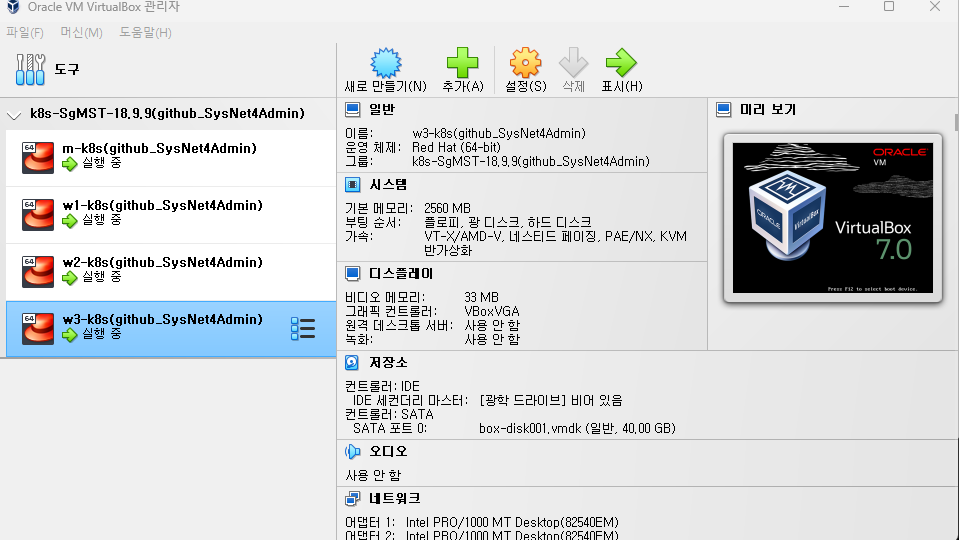 Oracle VM VirtualBox 관리자
파일(F) 머신(M) 도움말(H)
도구
새로 만들기(N) 추가(A) 설정(S) 삭제 표시(H)
k8s-SgMST-18.9.9(github_SysNet4Admin)
64
m-k8s(github_SysNet4Admin)
실행 중
64
w1-k8s(github_SysNet4Admin)
실행 중
64
w2-k8s(github_SysNet4Admin)
실행 중
64
w3-k8s(github_SysNet4Admin)
실행 중
일반
이름: w3-k8s(github_SysNet4Admin)
운영 체제: Red Hat (64-bit)
그룹: k8s-SgMST-18.9.9(github_SysNet4Admin)
시스템
기본 메모리: 2560 MB
부팅 순서: 플로피, 광 디스크, 하드 디스크
가속: VT-X/AMD-V, 네스티드 페이징, PAE/NX, KVM
반가상화
디스플레이
비디오 메모리: 33 MB
그래픽 컨트롤러: VBoxVGA
원격 데스크톱 서버: 사용 안 함
녹화: 사용 안 함
저장소
컨트롤러: IDE
IDE 세컨더리 마스터: [광학 드라이브] 비어 있음
컨트롤러: SATA
SATA 포트 0: box-disk001.vmdk (일반, 40.00 GB)
오디오
사용 안 함
네트워크
어댑터 1: Intel PRO/1000 MT Desktop(82540EM)
어댑터 2: Intel PRO/1000 MT Desktop(82540EM)
미리 보기
ORACLE
VM
ORACLE
VirtualBox
VirtualBox
7.0
Press F12 to select boot device.